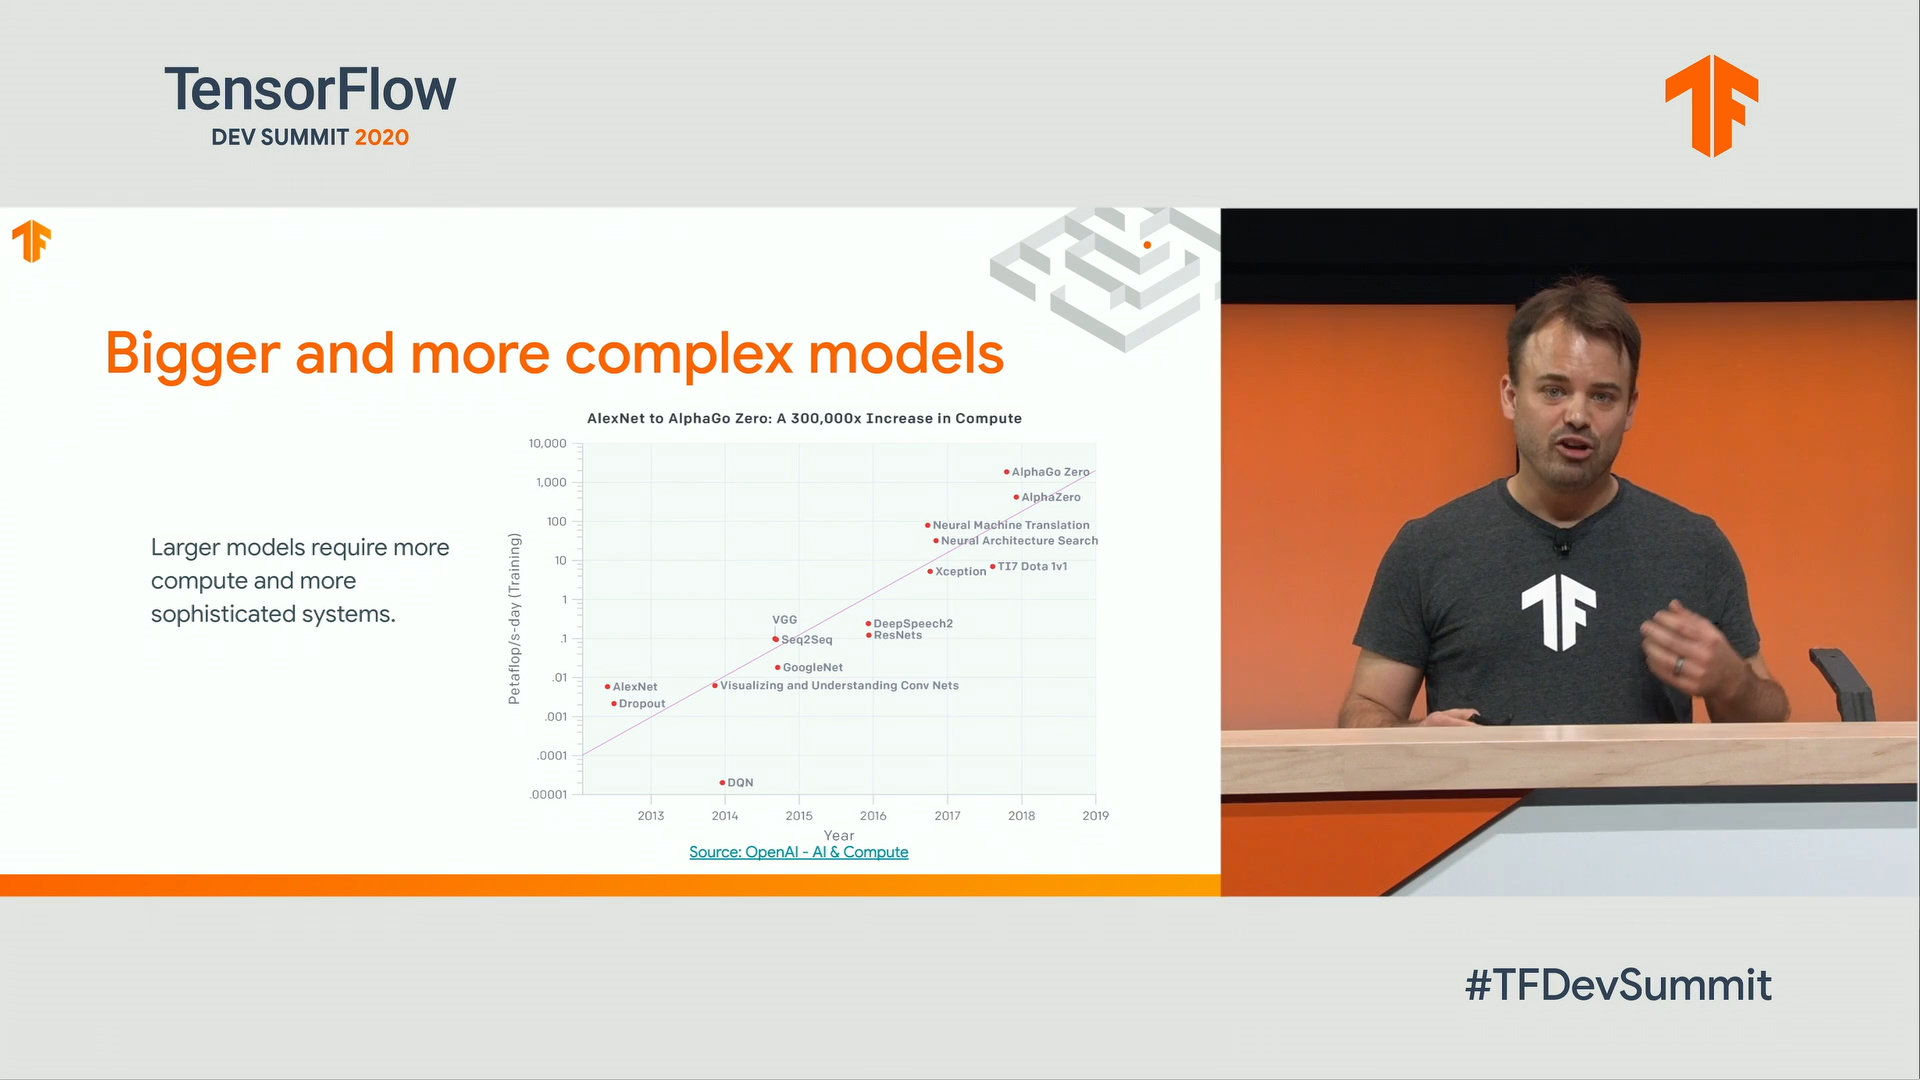 TensorFlow
DEV SUMMIT 2020
Bigger and more complex models
Larger models require more
compute and more
sophisticated systems.
AlexNet to AlphaGo Zero: A 300,000x Increase in Compute
Petaflop/s-day (Training)
10,000
1,000
100
10
1
.1
.01
.001
.0001
.00001
AlphaGo Zero
AlphaZero
Neural Machine Translation
Neural Architecture Search
TI7 Dota 1v1
Xception
VGG
DeepSpeech2
ResNets
Seq2Seq
GoogleNet
Visualizing and Understanding Conv Nets
AlexNet
Dropout
DQN
2013 2014 2015 2016 2017 2018 2019
Year
Source: OpenAI - AI & Compute
#TFDevSummit